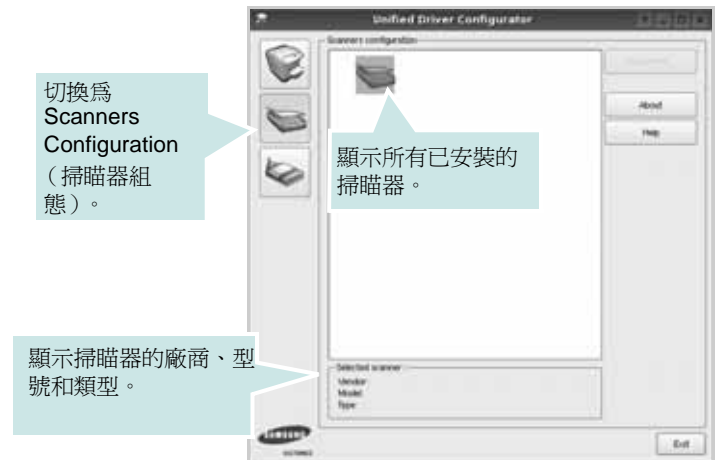 Unified Driver Configurator
Scanners configuration
切換爲
Scanners
Configuration
（掃瞄器組
態）。
About
Help
顯示所有已安裝的
掃瞄器。
顯示掃瞄器的廠商、型
號和類型。
Selected scanner
Vendor:
Model:
Type:
SAMSUNG
Exit